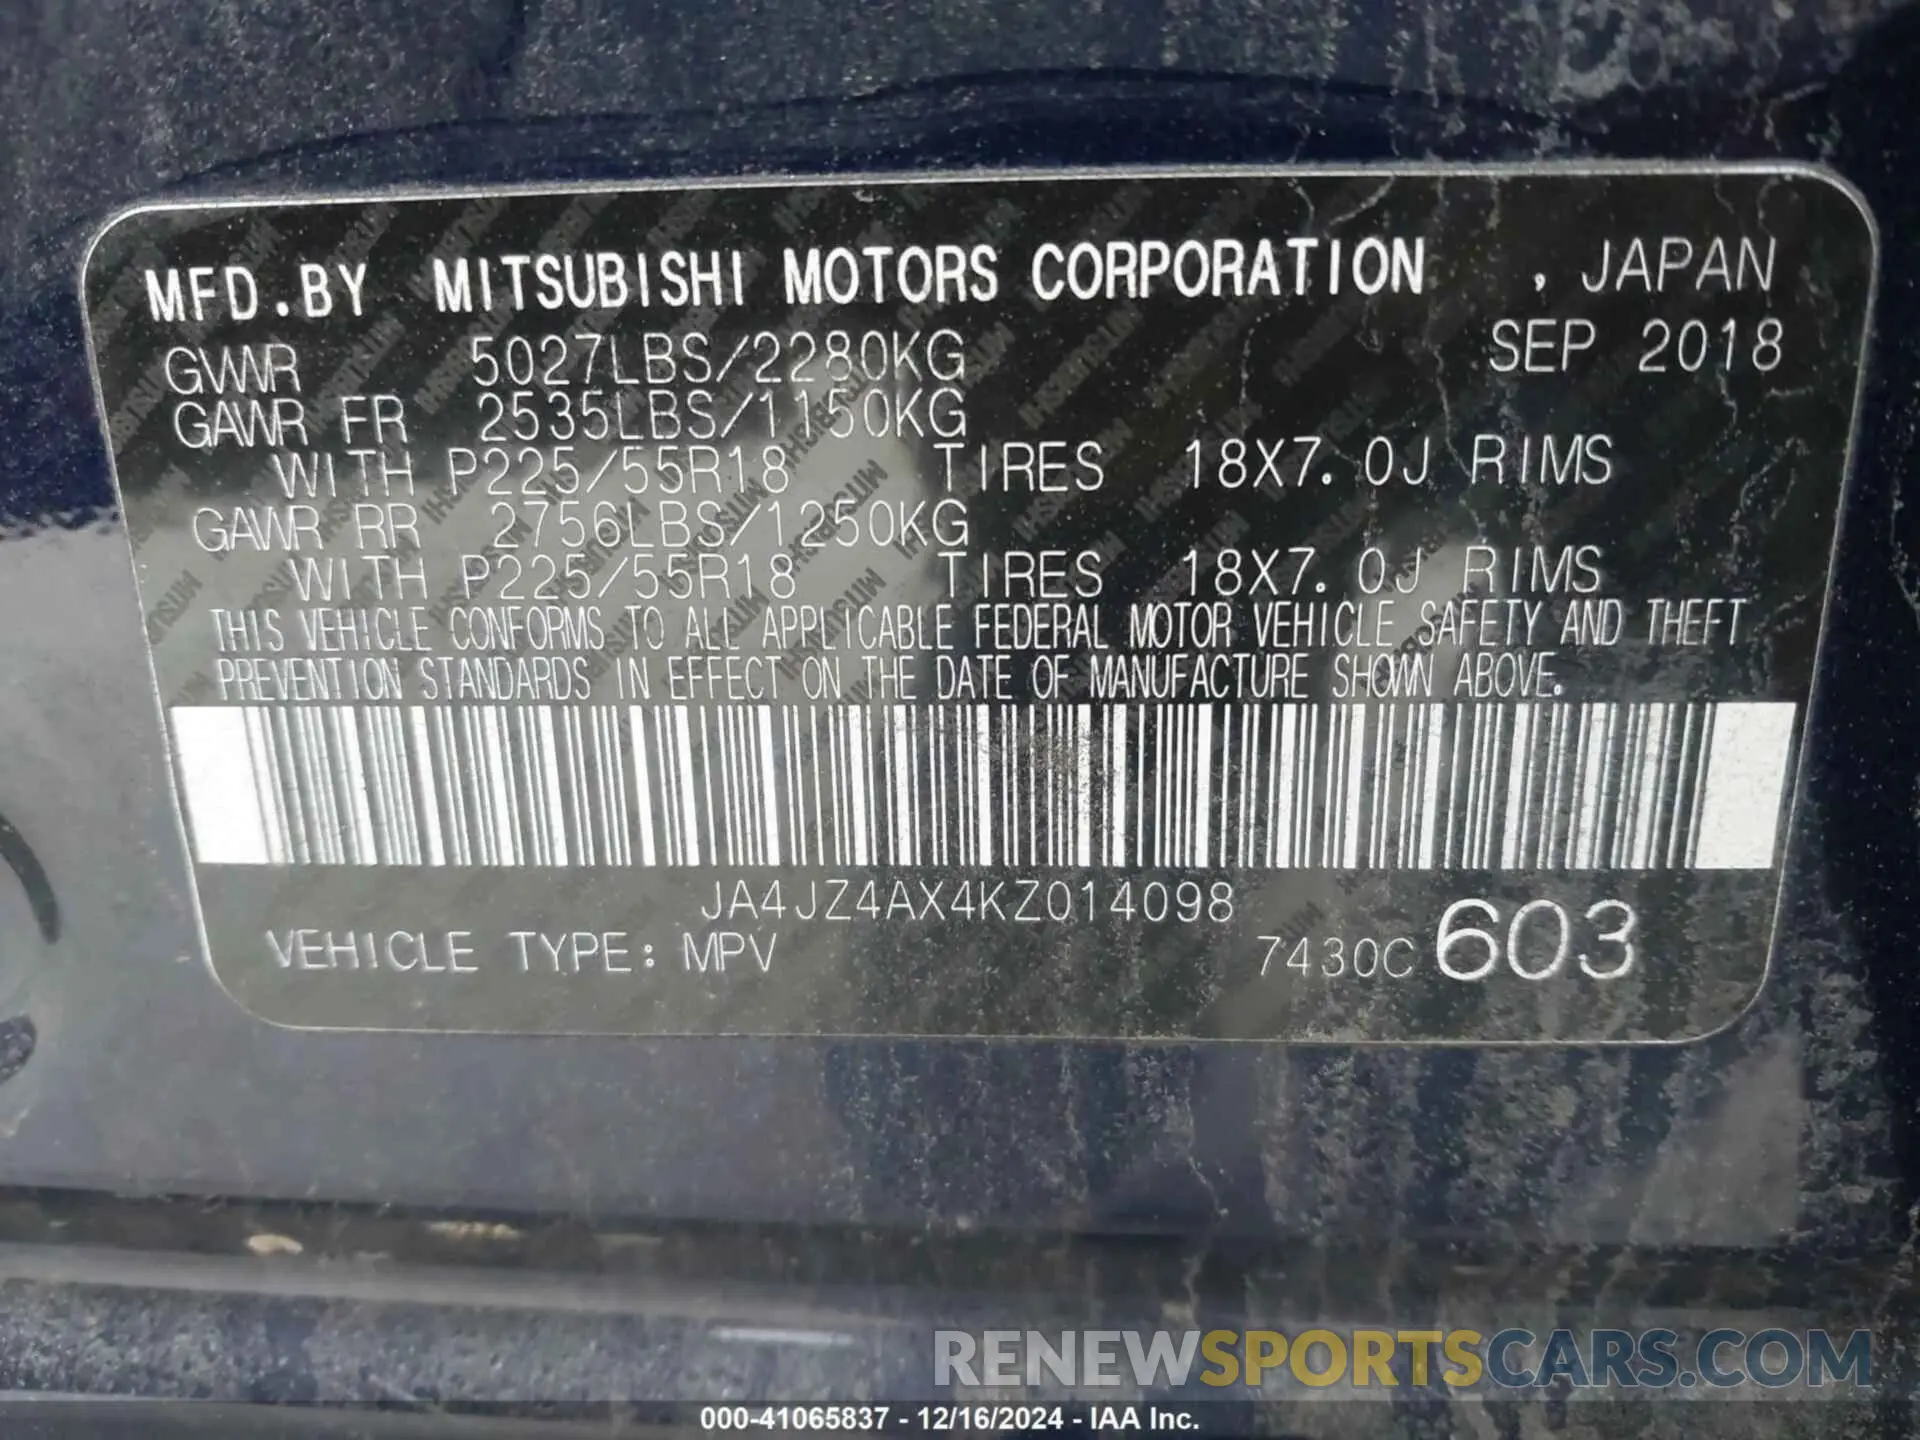 MFD.BY MITSUBISHI MOTORS CORPORATION , JAPAN
GVWR 5027LBS/2280KG SEP 2018
GAWR FR 2535LBS/1150KG
WITH P225/55R18 TIRES 18X7.0J RIMS
GAWR RR 2756LBS/1250KG
WITH P225/55R18 TIRES 18X7.0J RIMS
THIS VEHICLE CONFORMS TO ALL APPLICABLE FEDERAL MOTOR VEHICLE SAFETY AND THEFT
PREVENTION STANDARDS IN EFFECT ON THE DATE OF MANUFACTURE SHOWN ABOVE.
JA4JZ4AX4KZ014098
VEHICLE TYPE: MPV 7430C 603
RENEWSPORTSCARS.COM
000-41065837 - 12/16/2024 - IAA Inc.